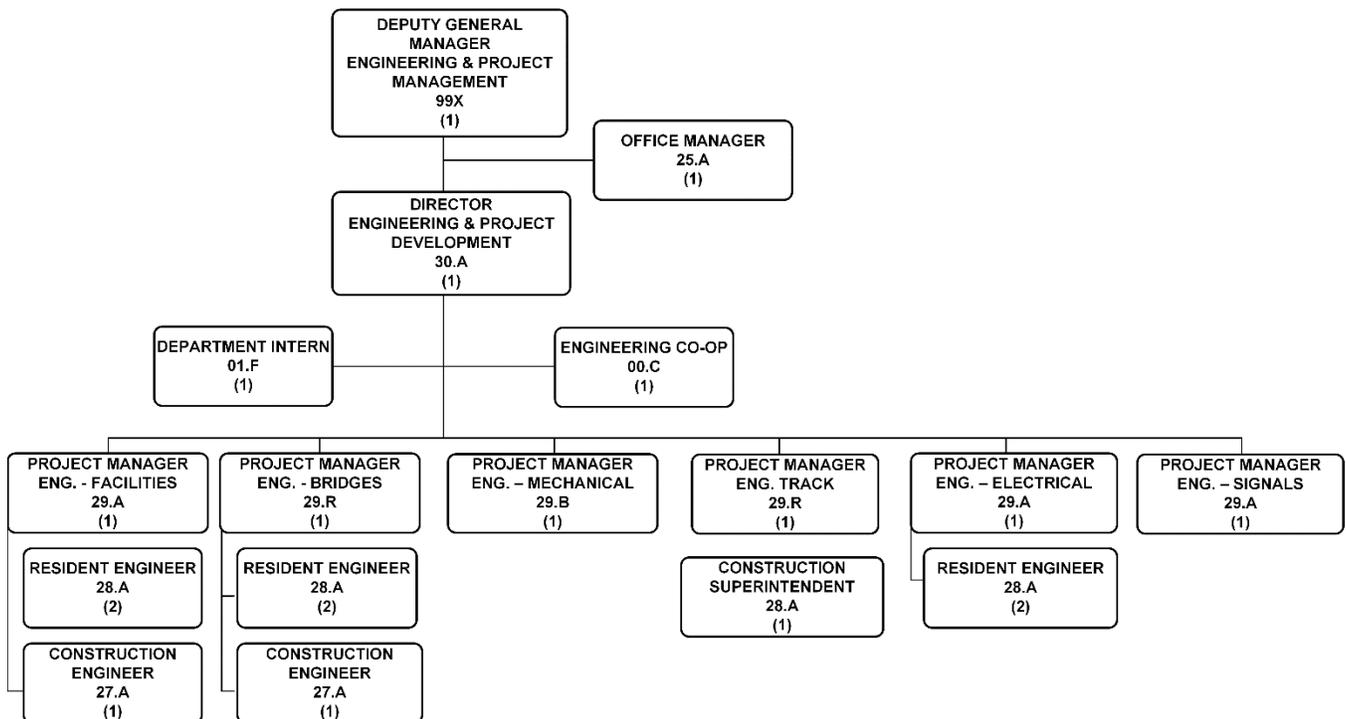 DEPUTY GENERAL
MANAGER
ENGINEERING & PROJECT
MANAGEMENT
99X
(1)
OFFICE MANAGER
25.A
(1)
DIRECTOR
ENGINEERING & PROJECT
DEVELOPMENT
30.A
(1)
DEPARTMENT INTERN
01.F
(1)
ENGINEERING CO-OP
00.C
(1)
PROJECT MANAGER
ENG. - FACILITIES
29.A
(1)
PROJECT MANAGER
ENG. - BRIDGES
29.R
(1)
PROJECT MANAGER
ENG. – MECHANICAL
29.B
(1)
PROJECT MANAGER
ENG. TRACK
29.R
(1)
PROJECT MANAGER
ENG. – ELECTRICAL
29.A
(1)
PROJECT MANAGER
ENG. – SIGNALS
29.A
(1)
RESIDENT ENGINEER
28.A
(2)
RESIDENT ENGINEER
28.A
(2)
CONSTRUCTION
SUPERINTENDENT
28.A
(1)
RESIDENT ENGINEER
28.A
(2)
CONSTRUCTION
ENGINEER
27.A
(1)
CONSTRUCTION
ENGINEER
27.A
(1)